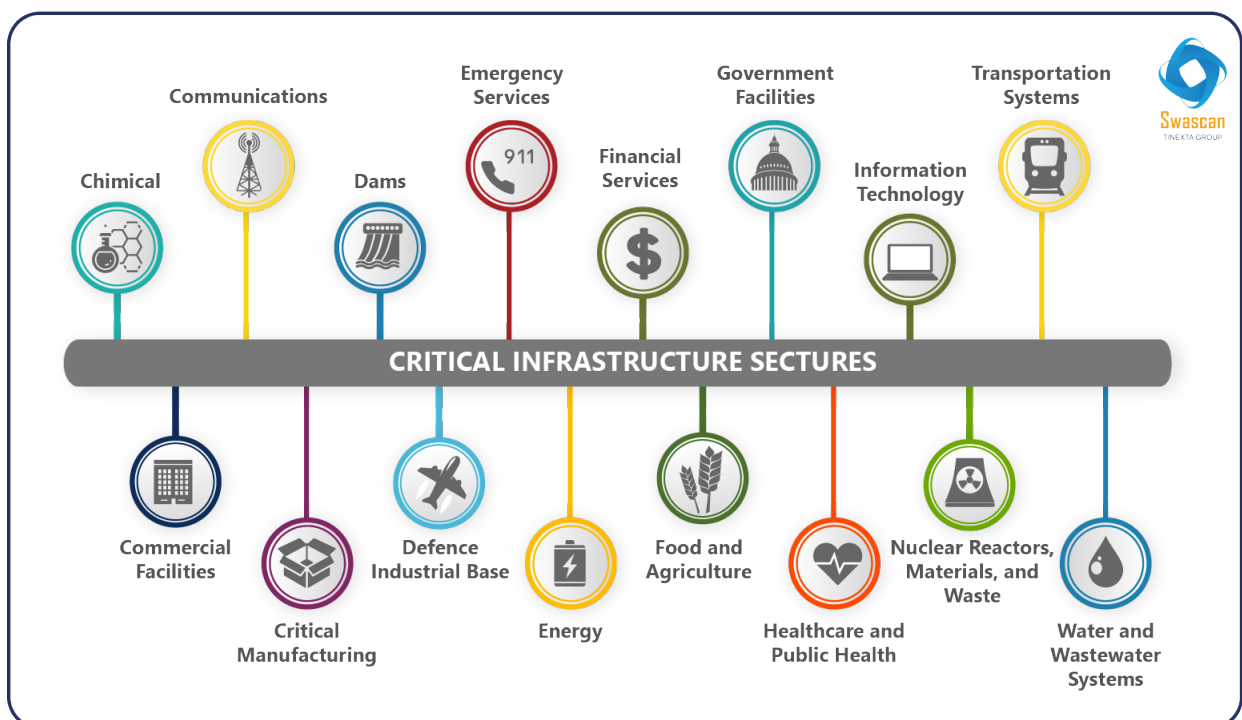 Communications
Emergency
Services
Government
Facilities
Transportation
Systems
Swascan
TINEXTA GROUP
Chimical
Dams
911
Financial
Services
Information
Technology
$
CRITICAL INFRASTRUCTURE SECTURES
Commercial
Facilities
Critical
Manufacturing
Defence
Industrial Base
Energy
Food and
Agriculture
Healthcare and
Public Health
Nuclear Reactors,
Materials, and
Waste
Water and
Wastewater
Systems